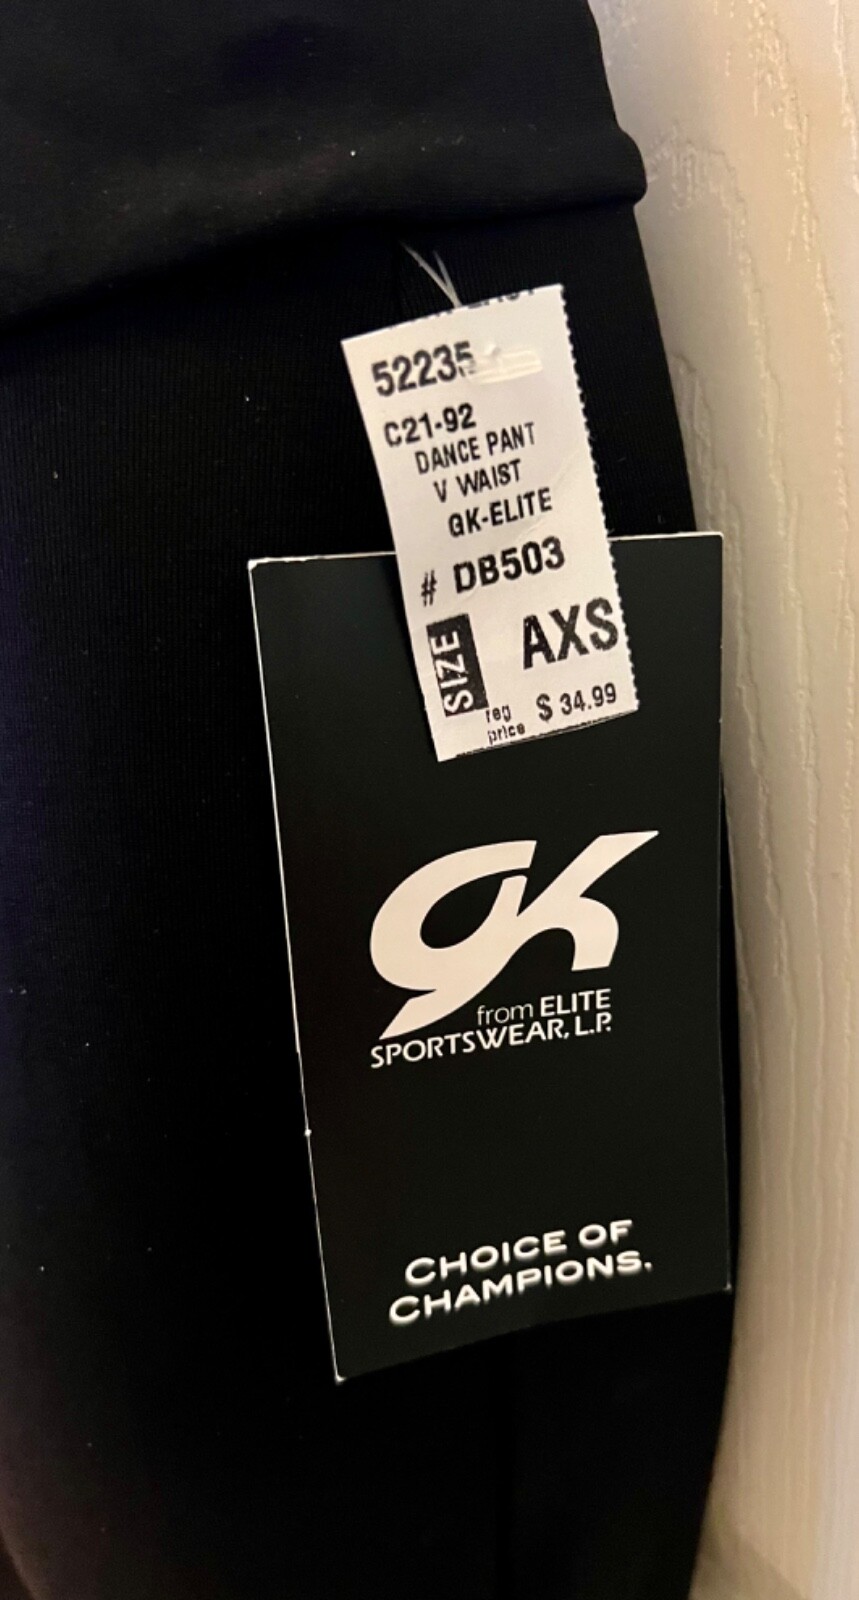 52235
C21-92
DANCE PANT
V WAIST
GK-ELITE
# DB503
SIZE
AXS
reg
price
$ 34.99
GK
from ELITE
SPORTSWEAR, L.P.
CHOICE OF
CHAMPIONS.